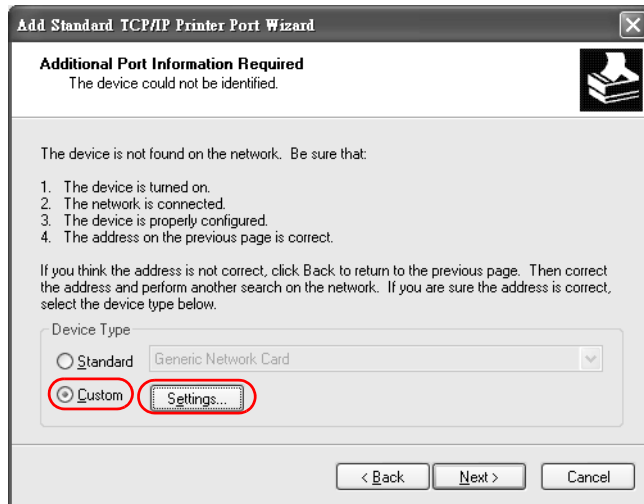 Add Standard TCP/IP Printer Port Wizard
Additional Port Information Required
The device could not be identified.
The device is not found on the network. Be sure that:
1. The device is turned on.
2. The network is connected.
3. The device is properly configured.
4. The address on the previous page is correct.
If you think the address is not correct, click Back to return to the previous page. Then correct
the address and perform another search on the network. If you are sure the address is correct,
select the device type below.
Device Type
Standard Generic Network Card
Custom Settings...
< Back Next > Cancel